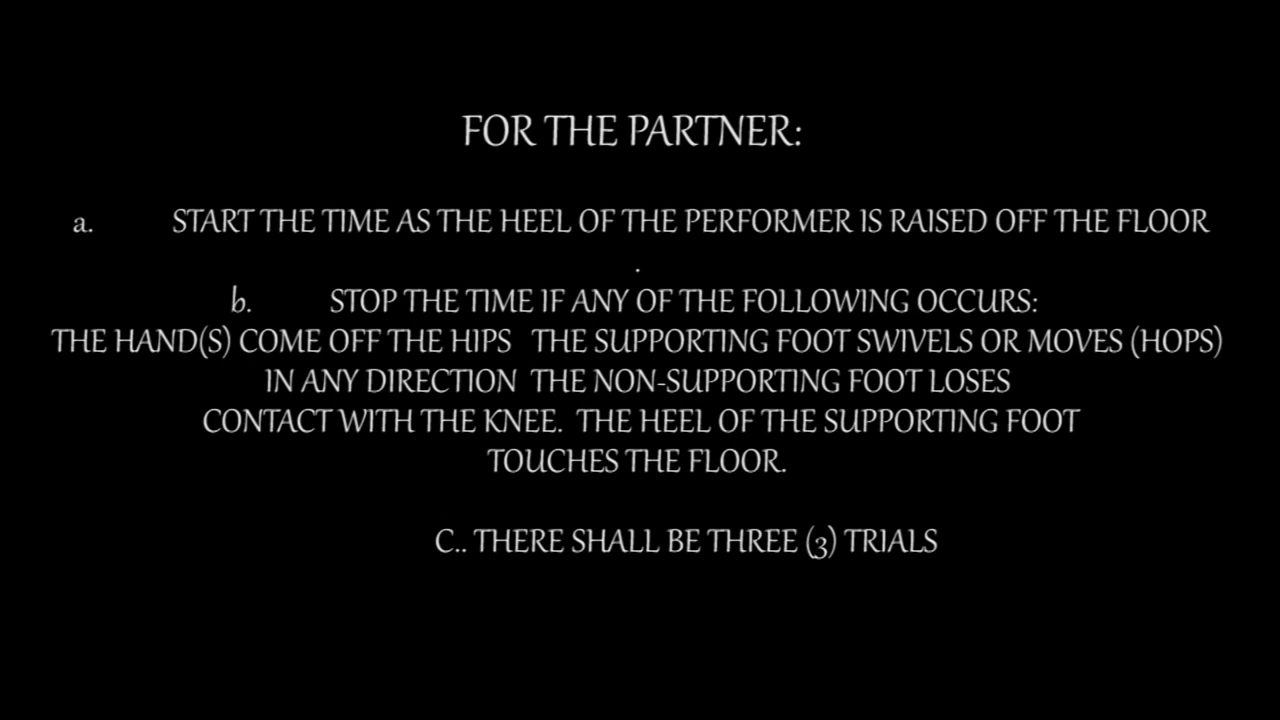 FOR THE PARTNER:
a. START THE TIME AS THE HEEL OF THE PERFORMER IS RAISED OFF THE FLOOR
.
b. STOP THE TIME IF ANY OF THE FOLLOWING OCCURS:
THE HAND(S) COME OFF THE HIPS THE SUPPORTING FOOT SWIVELS OR MOVES (HOPS)
IN ANY DIRECTION THE NON-SUPPORTING FOOT LOSES
CONTACT WITH THE KNEE. THE HEEL OF THE SUPPORTING FOOT
TOUCHES THE FLOOR.
C.. THERE SHALL BE THREE (3) TRIALS